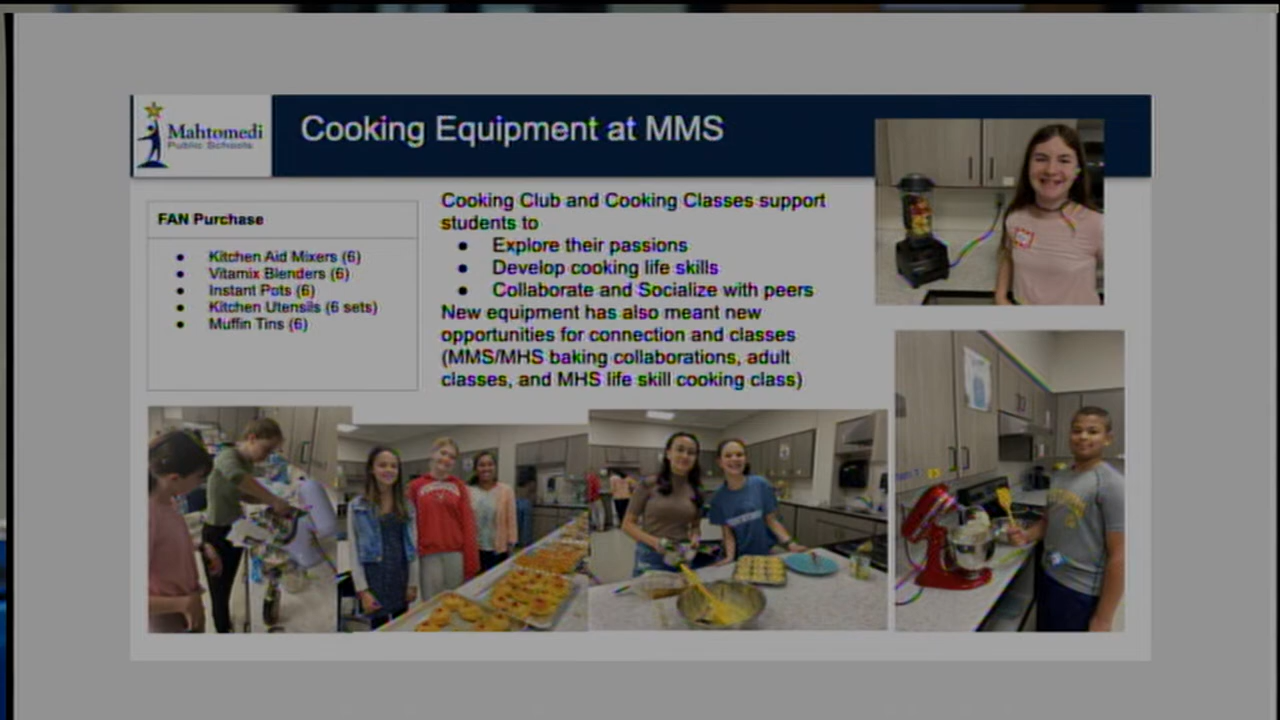 Mahtomedi
Public Schools
Cooking Equipment at MMS
FAN Purchase
Kitchen Aid Mixers (6)
Vitamix Blenders (6)
Instant Pots (6)
Kitchen Utensils (6 sets)
Muffin Tins (6)
Cooking Club and Cooking Classes support
students to
Explore their passions
Develop cooking life skills
Collaborate and Socialize with peers
New equipment has also meant new
opportunities for connection and classes
(MMS/MHS baking collaborations, adult
classes, and MHS life skill cooking class)